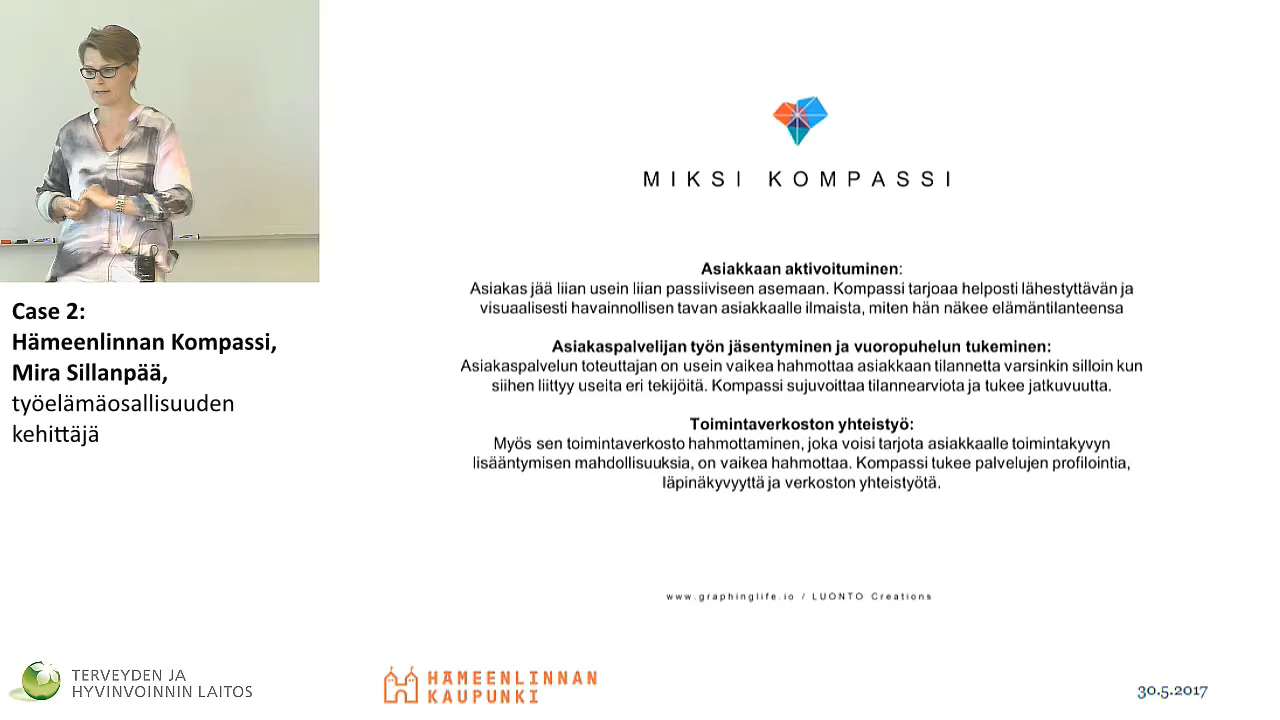 Case 2:
Hämeenlinnan Kompassi,
Mira Sillanpää,
työelämäosallisuuden
kehittäjä
MIKSI KOMPASSI
Asiakkaan aktivoituminen:
Asiakas jää liian usein liian passiiviseen asemaan. Kompassi tarjoaa helposti lähestyttävän ja
visuaalisesti havainnollisen tavan asiakkaalle ilmaista, miten hän näkee elämäntilanteensa
Asiakaspalvelijan työn jäsentyminen ja vuoropuhelun tukeminen:
Asiakaspalvelun toteuttajan on usein vaikea hahmottaa asiakkaan tilannetta varsinkin silloin kun
siihen liittyy useita eri tekijöitä. Kompassi sujuvoittaa tilannearviota ja tukee jatkuvuutta.
Toimintaverkoston yhteistyö:
Myös sen toimintaverkosto hahmottaminen, joka voisi tarjota asiakkaalle toimintakyvyn
lisääntymisen mahdollisuuksia, on vaikea hahmottaa. Kompassi tukee palvelujen profilointia,
läpinäkyvyyttä ja verkoston yhteistyötä.
www.graphinglife.io / LUONTO Creations
TERVEYDEN JA
HYVINVOINNIN LAITOS
HÄMEENLINNAN
KAUPUNKI
30.5.2017